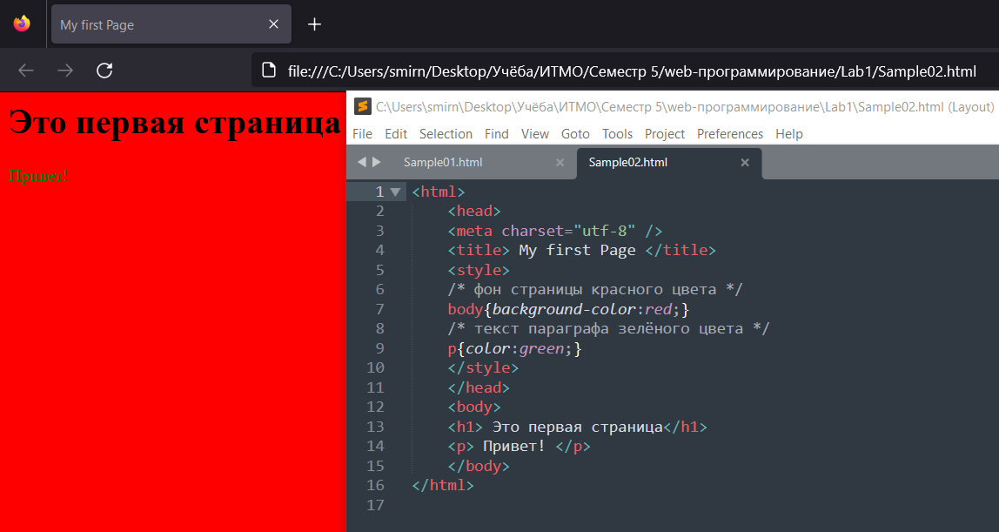 My first Page
file:///C:/Users/smirn/Desktop/Учёба/ИТМО/Семестр 5/web-программирование/Lab1/Sample02.html
Это первая страница
Привет!
C:\Users\smirn\Desktop\Учёба\ИТМО\Семестр 5\web-программирование\Lab1\Sample02.html (Layout)
File Edit Selection Find View Goto Tools Project Preferences Help
Sample01.html Sample02.html
1 <html>
2 <head>
3 <meta charset="utf-8" />
4 <title> My first Page </title>
5 <style>
6 /* фон страницы красного цвета */
7 body{background-color:red;}
8 /* текст параграфа зелёного цвета */
9 p{color:green;}
10 </style>
11 </head>
12 <body>
13 <h1> Это первая страница</h1>
14 <p> Привет! </p>
15 </body>
16 </html>
17